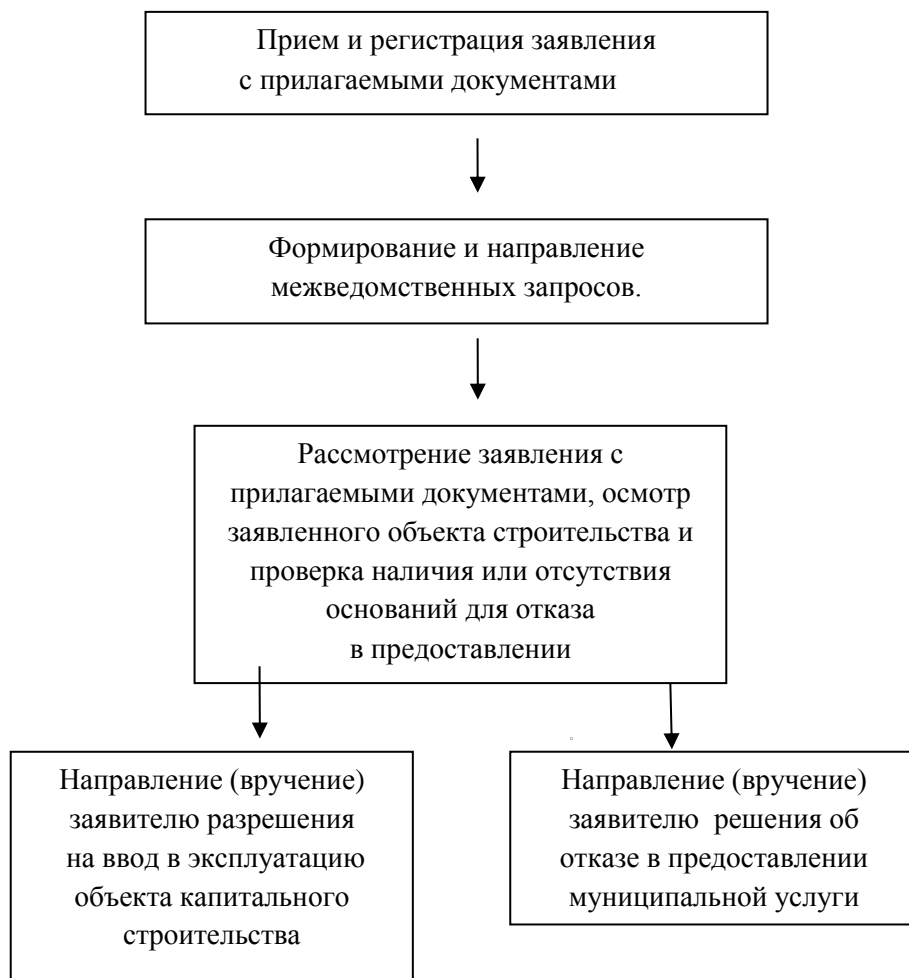 Прием и регистрация заявления
с прилагаемыми документами
Формирование и направление
межведомственных запросов.
Рассмотрение заявления с
прилагаемыми документами, осмотр
заявленного объекта строительства и
проверка наличия или отсутствия
оснований для отказа
в предоставлении
Направление (вручение)
заявителю разрешения
на ввод в эксплуатацию
объекта капитального
строительства
Направление (вручение)
заявителю решения об
отказе в предоставлении
муниципальной услуги